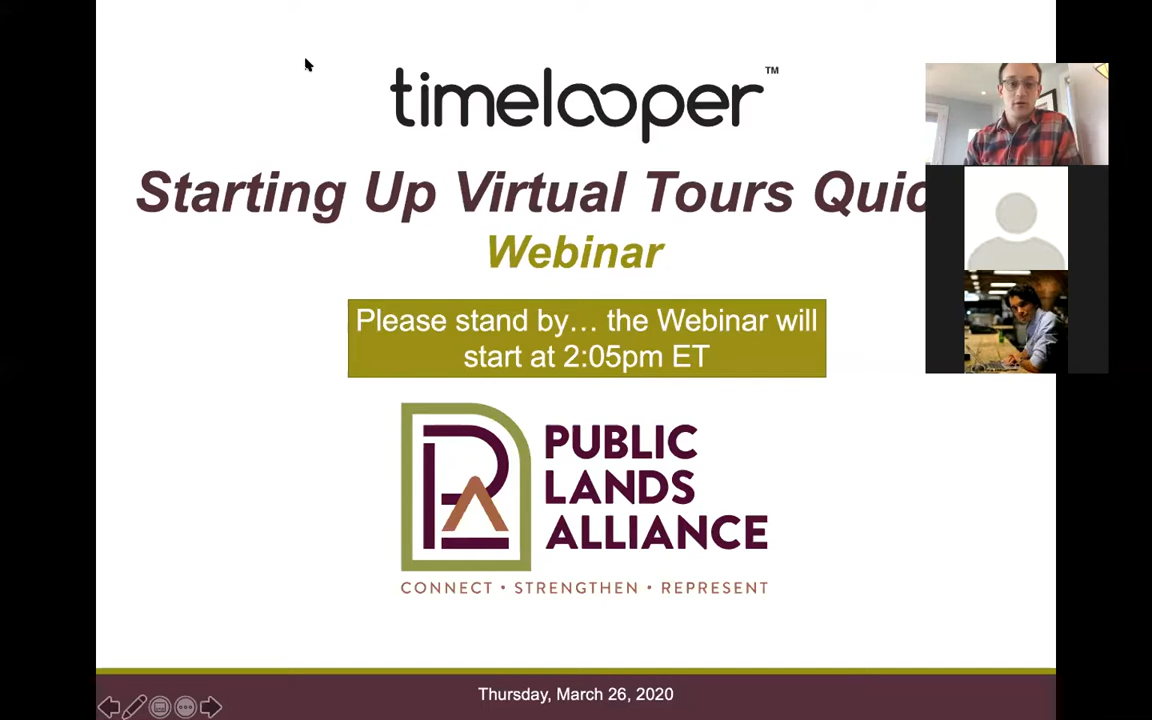 timelooper™
Starting Up Virtual Tours Quic
Webinar
Please stand by… the Webinar will
start at 2:05pm ET
PUBLIC
LANDS
ALLIANCE
CONNECT • STRENGTHEN • REPRESENT
Thursday, March 26, 2020